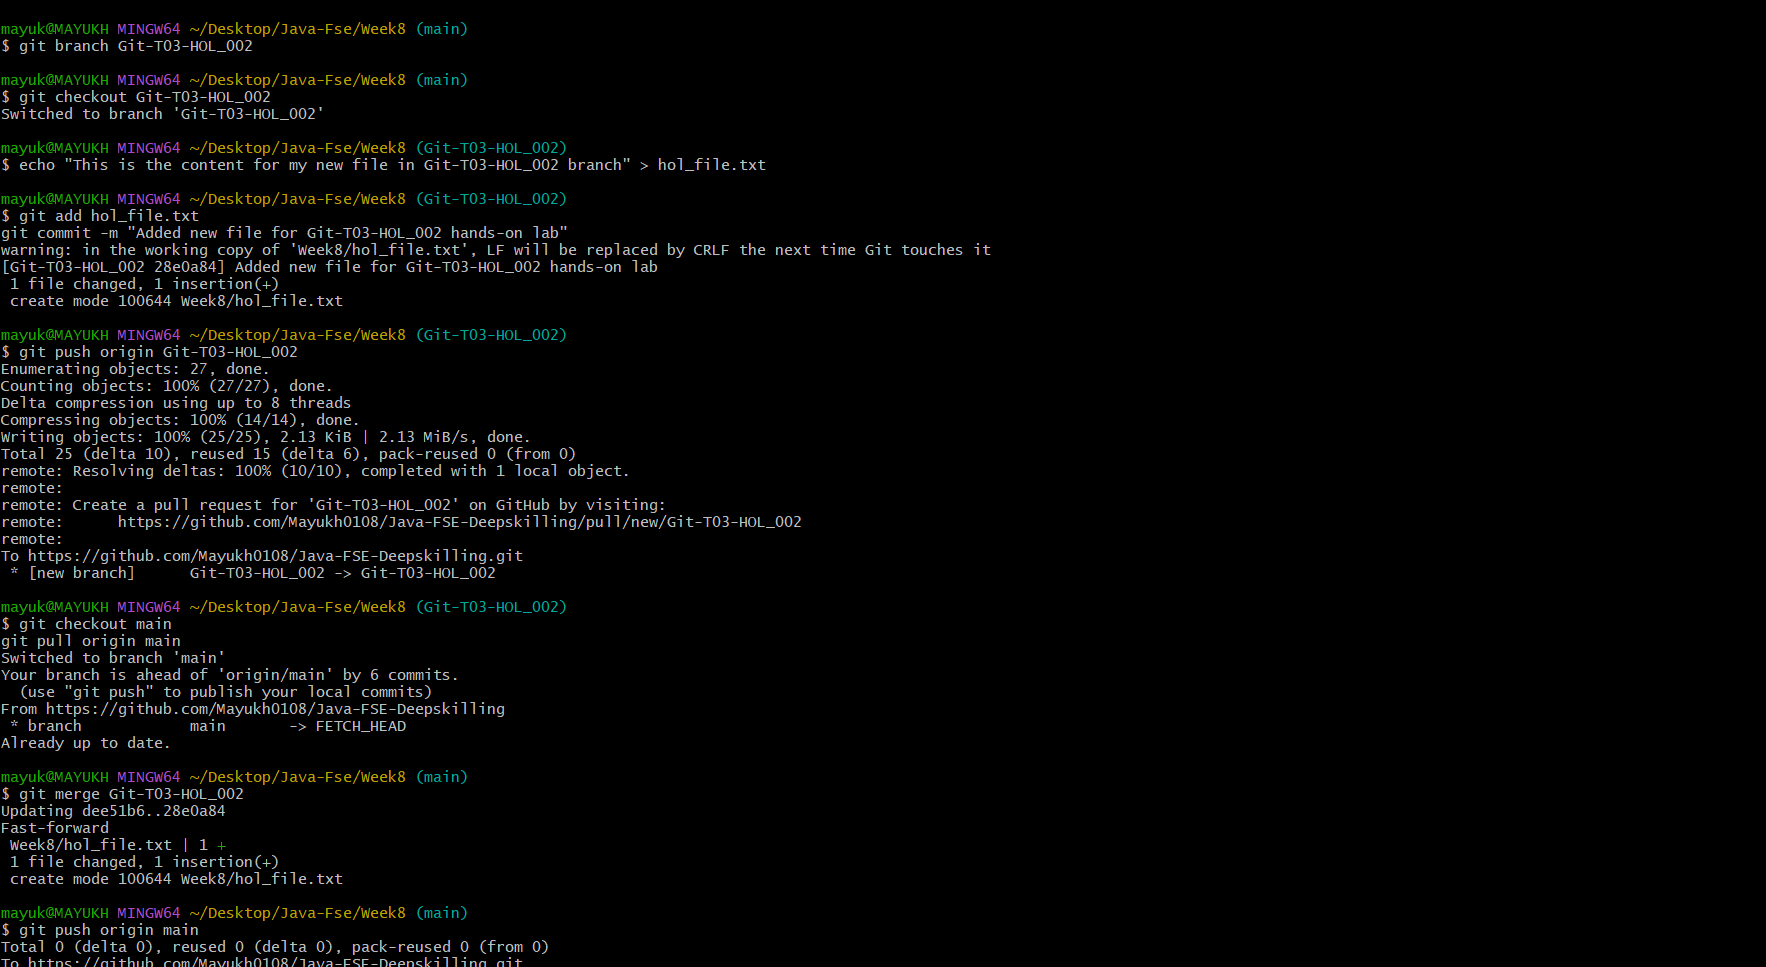 mayuk@MAYUKH MINGW64 ~/Desktop/Java-Fse/Week8 (main)
$ git branch Git-T03-HOL_002
mayuk@MAYUKH MINGW64 ~/Desktop/Java-Fse/Week8 (main)
$ git checkout Git-T03-HOL_002
Switched to branch 'Git-T03-HOL_002'
mayuk@MAYUKH MINGW64 ~/Desktop/Java-Fse/Week8 (Git-T03-HOL_002)
$ echo "This is the content for my new file in Git-T03-HOL_002 branch" > hol_file.txt
mayuk@MAYUKH MINGW64 ~/Desktop/Java-Fse/Week8 (Git-T03-HOL_002)
$ git add hol_file.txt
git commit -m "Added new file for Git-T03-HOL_002 hands-on lab"
warning: in the working copy of 'Week8/hol_file.txt', LF will be replaced by CRLF the next time Git touches it
[Git-T03-HOL_002 28e0a84] Added new file for Git-T03-HOL_002 hands-on lab
 1 file changed, 1 insertion(+)
 create mode 100644 Week8/hol_file.txt
mayuk@MAYUKH MINGW64 ~/Desktop/Java-Fse/Week8 (Git-T03-HOL_002)
$ git push origin Git-T03-HOL_002
Enumerating objects: 27, done.
Counting objects: 100% (27/27), done.
Delta compression using up to 8 threads
Compressing objects: 100% (14/14), done.
Writing objects: 100% (25/25), 2.13 KiB | 2.13 MiB/s, done.
Total 25 (delta 10), reused 15 (delta 6), pack-reused 0 (from 0)
remote: Resolving deltas: 100% (10/10), completed with 1 local object.
remote:
remote: Create a pull request for 'Git-T03-HOL_002' on GitHub by visiting:
remote:      https://github.com/Mayukh0108/Java-FSE-Deepskilling/pull/new/Git-T03-HOL_002
remote:
To https://github.com/Mayukh0108/Java-FSE-Deepskilling.git
 * [new branch]      Git-T03-HOL_002 -> Git-T03-HOL_002
mayuk@MAYUKH MINGW64 ~/Desktop/Java-Fse/Week8 (Git-T03-HOL_002)
$ git checkout main
git pull origin main
Switched to branch 'main'
Your branch is ahead of 'origin/main' by 6 commits.
  (use "git push" to publish your local commits)
From https://github.com/Mayukh0108/Java-FSE-Deepskilling
 * branch            main       -> FETCH_HEAD
Already up to date.
mayuk@MAYUKH MINGW64 ~/Desktop/Java-Fse/Week8 (main)
$ git merge Git-T03-HOL_002
Updating dee51b6..28e0a84
Fast-forward
 Week8/hol_file.txt | 1 +
 1 file changed, 1 insertion(+)
 create mode 100644 Week8/hol_file.txt
mayuk@MAYUKH MINGW64 ~/Desktop/Java-Fse/Week8 (main)
$ git push origin main
Total 0 (delta 0), reused 0 (delta 0), pack-reused 0 (from 0)
To https://github.com/Mayukh0108/Java-FSE-Deepskilling.git